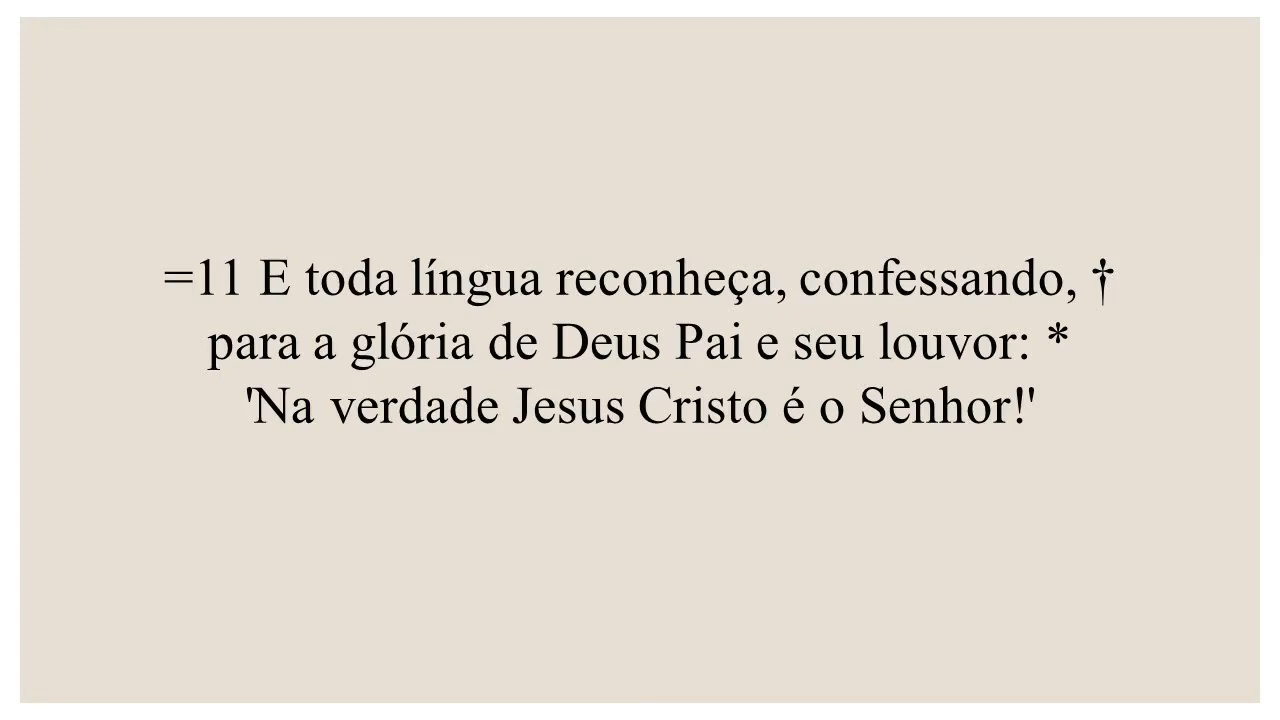 =11 E toda língua reconheça, confessando, †
para a glória de Deus Pai e seu louvor: *
'Na verdade Jesus Cristo é o Senhor!'